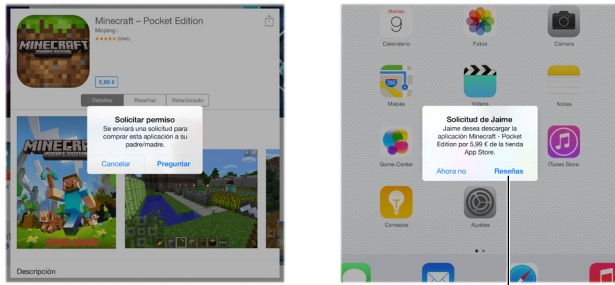 Minecraft – Pocket Edition
Mojang ›
5,99 €
Detalles Reseñas Relacionado
Solicitar permiso
Se enviará una solicitud para
comprar esta aplicación a su
padre/madre.
Cancelar Preguntar
MINECRAFT
POCKET EDITION
MOJANG
Descripción
Martes
9
Calendario Fotos Cámara
Mapas Vídeos Notas
Solicitud de Jaime
Jaime desea descargar la
aplicación Minecraft - Pocket
Edition por 5,99 € de la tienda
App Store.
Ahora no Reseñas
Game Center iTunes Store
Consejos Ajustes